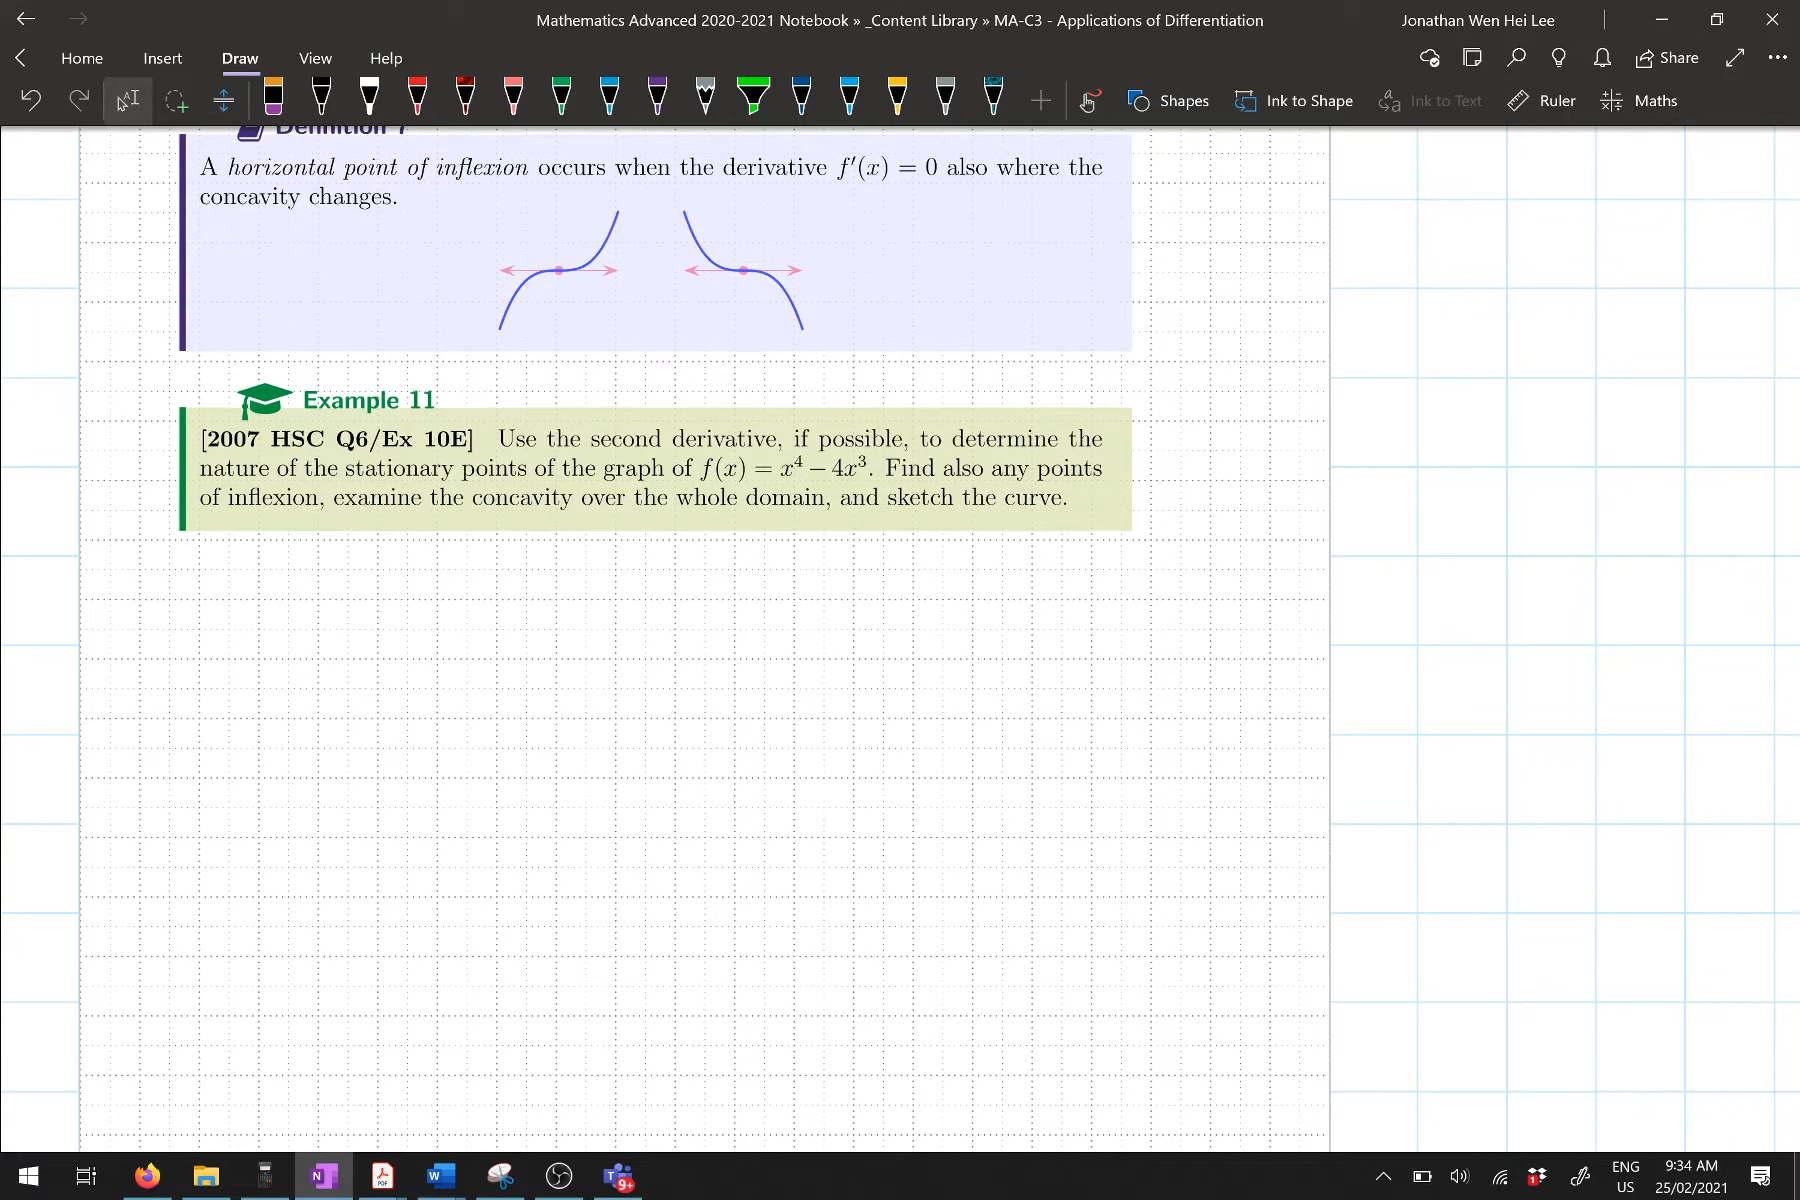 Mathematics Advanced 2020-2021 Notebook » _Content Library » MA-C3 - Applications of Differentiation
Jonathan Wen Hei Lee
Home Insert Draw View Help
Share
Shapes Ink to Shape Ink to Text Ruler Maths
Definition 7
A horizontal point of inflexion occurs when the derivative f′(x) = 0 also where the
concavity changes.
Example 11
[2007 HSC Q6/Ex 10E] Use the second derivative, if possible, to determine the
nature of the stationary points of the graph of f(x) = x⁴ − 4x³. Find also any points
of inflexion, examine the concavity over the whole domain, and sketch the curve.
ENG
US
9:34 AM
25/02/2021
9+